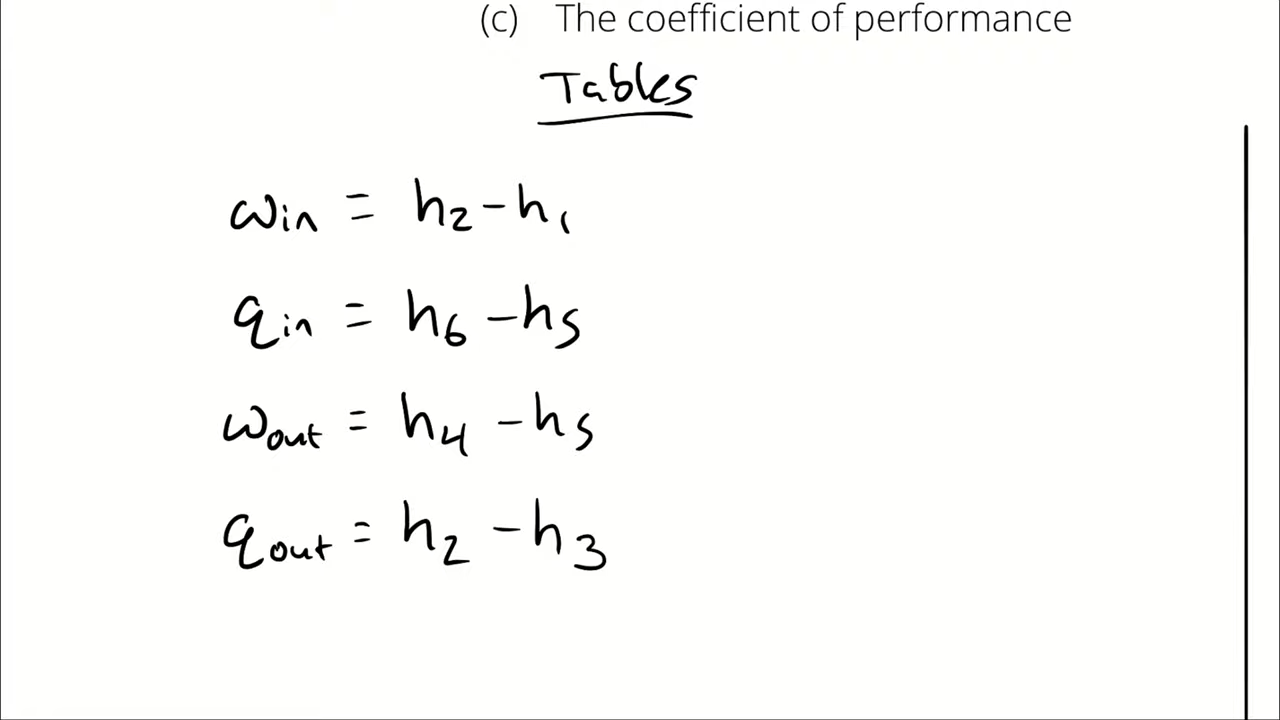 (c) The coefficient of performance
Tables
win = h2 - h1
qin = h6 - h5
wout = h4 - h5
qout = h2 - h3